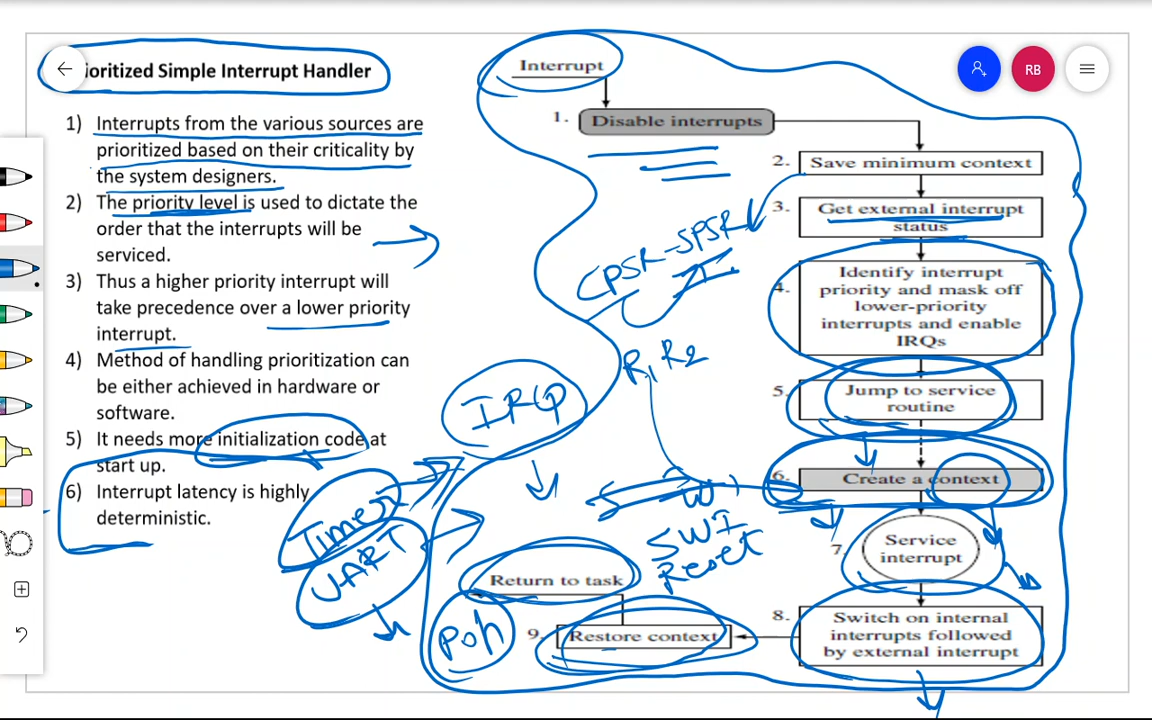 oritized Simple Interrupt Handler
1) Interrupts from the various sources are
prioritized based on their criticality by
the system designers.
2) The priority level is used to dictate the
order that the interrupts will be
serviced.
3) Thus a higher priority interrupt will
take precedence over a lower priority
interrupt.
4) Method of handling prioritization can
be either achieved in hardware or
software.
5) It needs more initialization code at
start up.
6) Interrupt latency is highly
deterministic.
Timer
UART
IRQ
Interrupt
1. Disable interrupts
2. Save minimum context
3. Get external interrupt
status
CPSR-SPSR
4. Identify interrupt
priority and mask off
lower-priority
interrupts and enable
IRQs
R1 R2
5. Jump to service
routine
6. Create a context
SWI
Reset
7. Service
interrupt
8. Switch on internal
interrupts followed
by external interrupt
9. Restore context
Return to task
RB